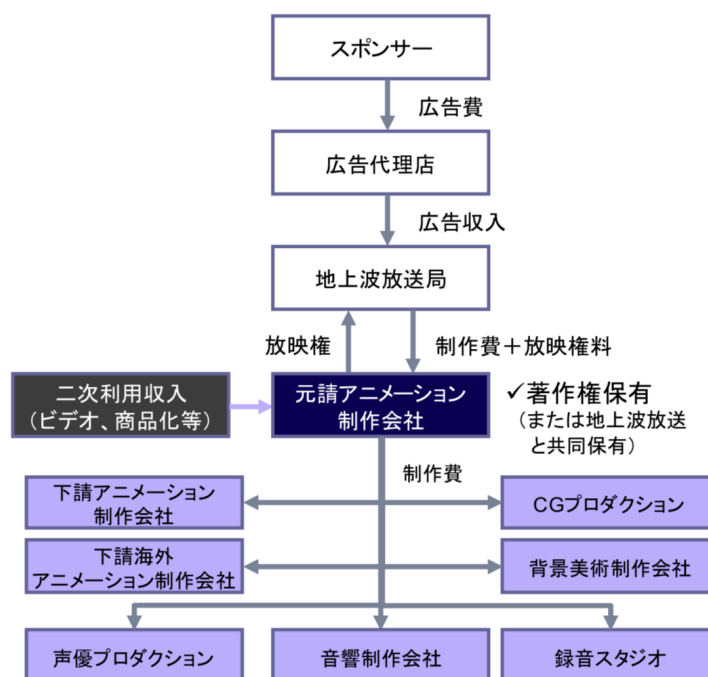 スポンサー
広告費
広告代理店
広告収入
地上波放送局
放映権
制作費＋放映権料
二次利用収入
（ビデオ、商品化等）
元請アニメーション
制作会社
✓著作権保有
（または地上波放送
と共同保有）
制作費
下請アニメーション
制作会社
CGプロダクション
下請海外
アニメーション制作会社
背景美術制作会社
声優プロダクション
音響制作会社
録音スタジオ